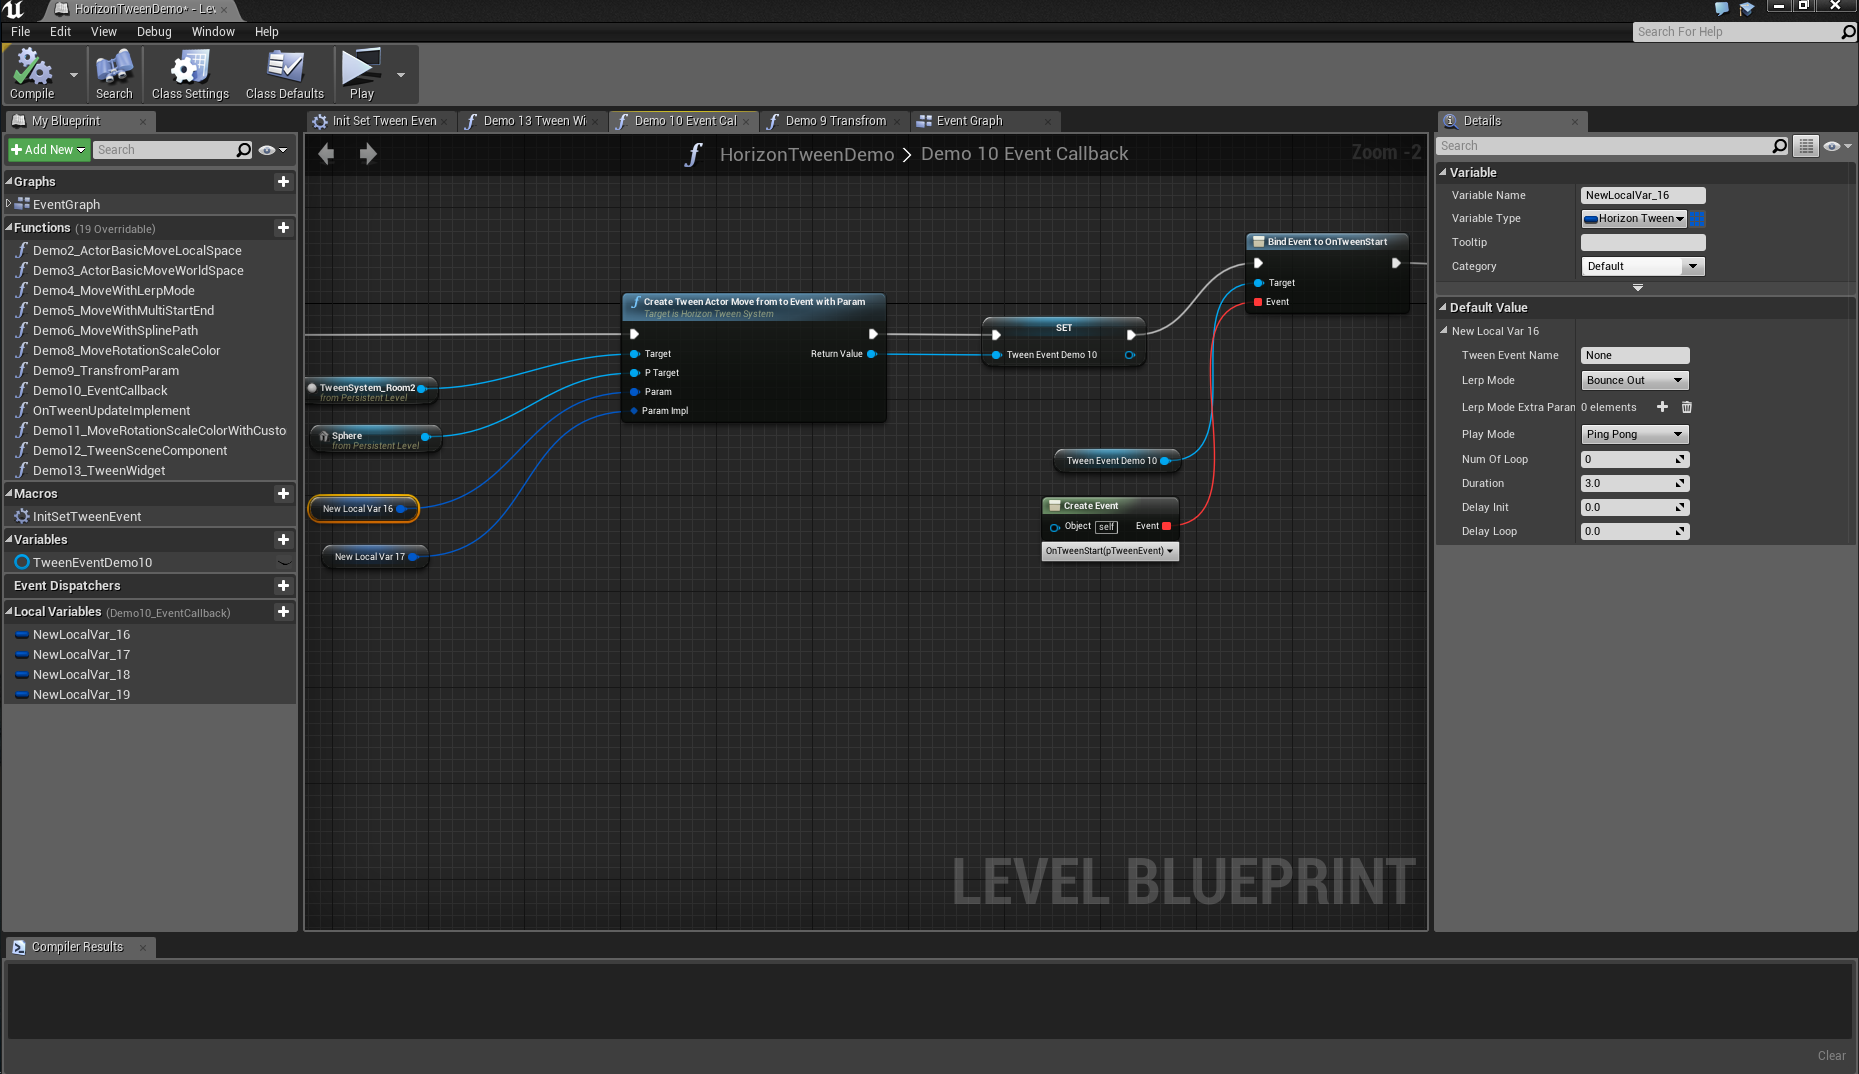 HorizonTweenDemo* - Lev
File Edit View Debug Window Help
Search For Help
Compile
Search
Class Settings
Class Defaults
Play
My Blueprint
Add New
Search
Graphs
EventGraph
Functions (19 Overridable)
Demo2_ActorBasicMoveLocalSpace
Demo3_ActorBasicMoveWorldSpace
Demo4_MoveWithLerpMode
Demo5_MoveWithMultiStartEnd
Demo6_MoveWithSplinePath
Demo8_MoveRotationScaleColor
Demo9_TransfromParam
Demo10_EventCallback
OnTweenUpdateImplement
Demo11_MoveRotationScaleColorWithCusto
Demo12_TweenSceneComponent
Demo13_TweenWidget
Macros
InitSetTweenEvent
Variables
TweenEventDemo10
Event Dispatchers
Local Variables (Demo10_EventCallback)
NewLocalVar_16
NewLocalVar_17
NewLocalVar_18
NewLocalVar_19
Init Set Tween Even
Demo 13 Tween Wi
Demo 10 Event Cal
Demo 9 Transfrom
Event Graph
HorizonTweenDemo > Demo 10 Event Callback
Zoom -2
TweenSystem_Room2
from Persistent Level
Sphere
from Persistent Level
New Local Var 16
New Local Var 17
Create Tween Actor Move from to Event with Param
Target is Horizon Tween System
Target
Return Value
P Target
Param
Param Impl
SET
Tween Event Demo 10
Bind Event to OnTweenStart
Target
Event
Tween Event Demo 10
Create Event
Object self Event
OnTweenStart(pTweenEvent)
LEVEL BLUEPRINT
Details
Search
Variable
Variable Name NewLocalVar_16
Variable Type Horizon Tween
Tooltip
Category Default
Default Value
New Local Var 16
Tween Event Name None
Lerp Mode Bounce Out
Lerp Mode Extra Paran 0 elements
Play Mode Ping Pong
Num Of Loop 0
Duration 3.0
Delay Init 0.0
Delay Loop 0.0
Compiler Results
Clear